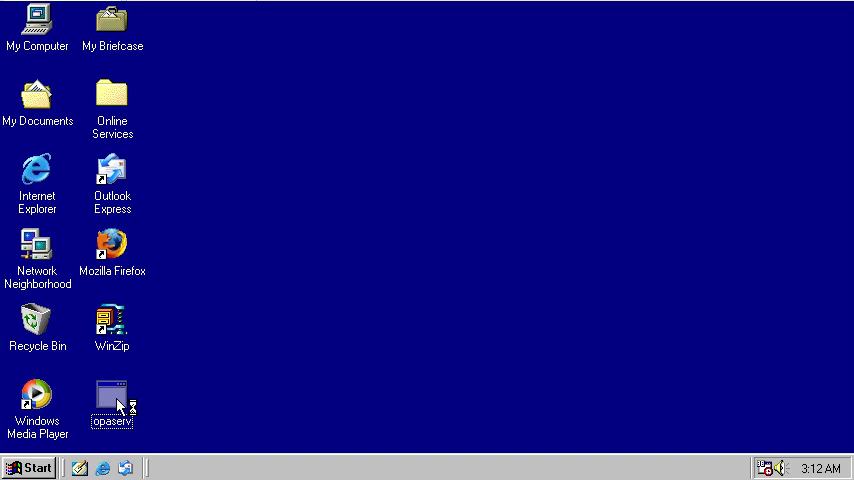 My Computer
My Briefcase
My Documents
Online
Services
Internet
Explorer
Outlook
Express
Network
Neighborhood
Mozilla Firefox
Recycle Bin
WinZip
Windows
Media Player
opaserv
Start
3:12 AM